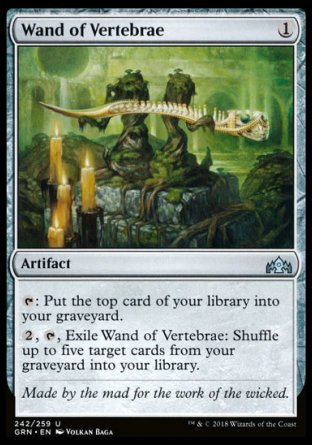 Wand of Vertebrae 1
Artifact
: Put the top card of your library into
your graveyard.
2, , Exile Wand of Vertebrae: Shuffle
up to five target cards from your
graveyard into your library.
Made by the mad for the work of the wicked.
242/259 U
GRN • EN Volkan Baga
™ & © 2018 Wizards of the Coast